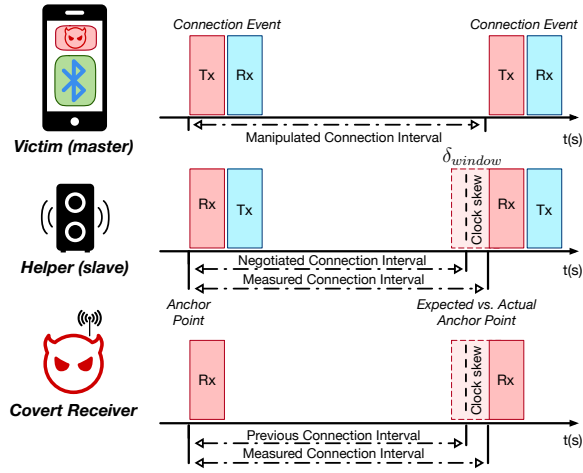 Connection Event
Connection Event
Tx
Rx
Tx
Rx
Victim (master)
Manipulated Connection Interval
t(s)
δwindow
Rx
Tx
Clock skew
Rx
Tx
Helper (slave)
Negotiated Connection Interval
t(s)
Measured Connection Interval
Anchor
Point
Expected vs. Actual
Anchor Point
Rx
Clock skew
Rx
Covert Receiver
Previous Connection Interval
t(s)
Measured Connection Interval